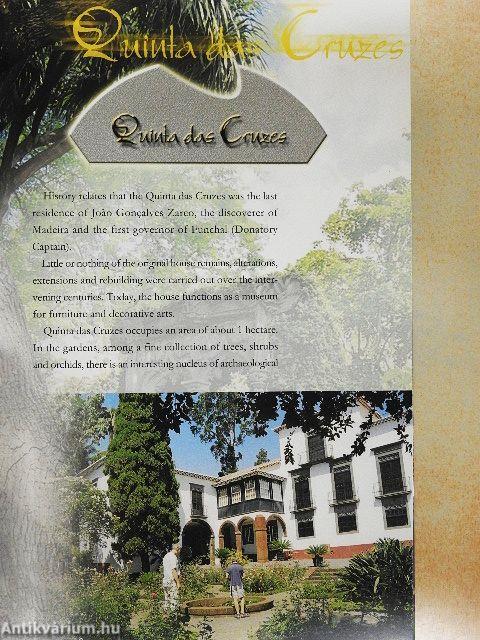 Quinta das Cruzes
Quinta das Cruzes
History relates that the Quinta das Cruzes was the last
residence of João Gonçalves Zarco, the discoverer of
Madeira and the first governor of Funchal (Donatory
Captain).
Little or nothing of the original house remains, alterations,
extensions and rebuilding were carried out over the inter-
vening centuries. Today, the house functions as a museum
for furniture and decorative arts.
Quinta das Cruzes occupies an area of about 1 hectare.
In the gardens, among a fine collection of trees, shrubs
and orchids, there is an interesting nucleus of archaeological
Antikvárium.hu